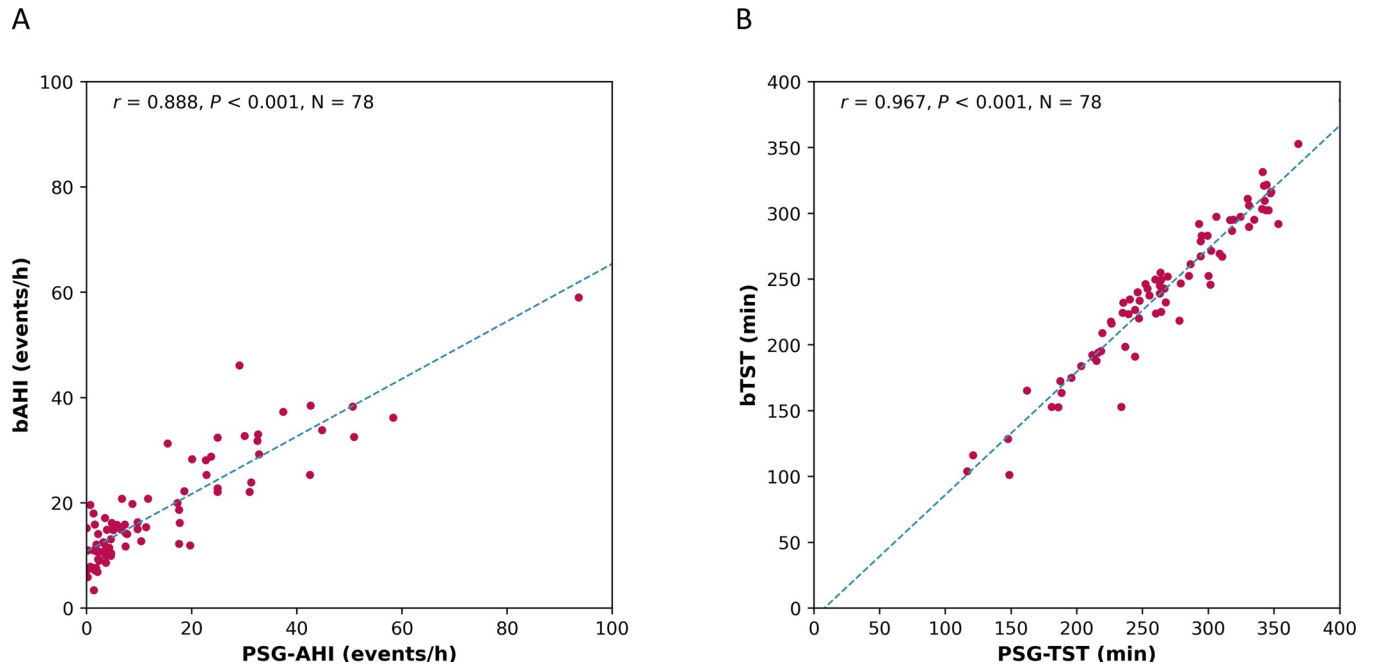 A
B
r = 0.888, P < 0.001, N = 78
100
80
60
40
20
0
bAHI (events/h)
0 20 40 60 80 100
PSG-AHI (events/h)
r = 0.967, P < 0.001, N = 78
400
350
300
250
200
150
100
50
0
bTST (min)
0 50 100 150 200 250 300 350 400
PSG-TST (min)